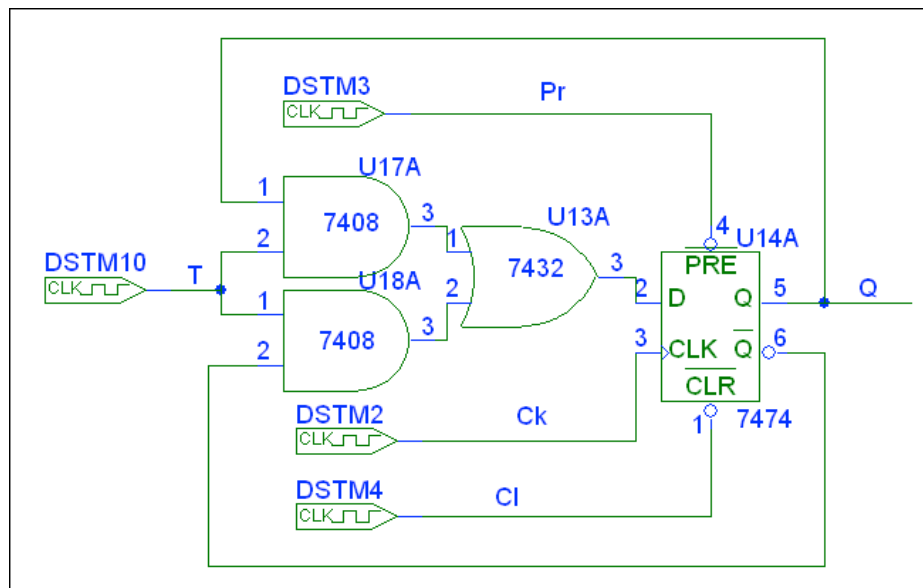 DSTM3
Pr
CLK
U17A
1
7408
3
U13A
4
U14A
2
1
7432
3
PRE
DSTM10
T
U18A
2
D
Q
5
Q
CLK
1
2
7408
3
3
CLK
Q
6
2
CLR
DSTM2
Ck
1
7474
CLK
DSTM4
Cl
CLK